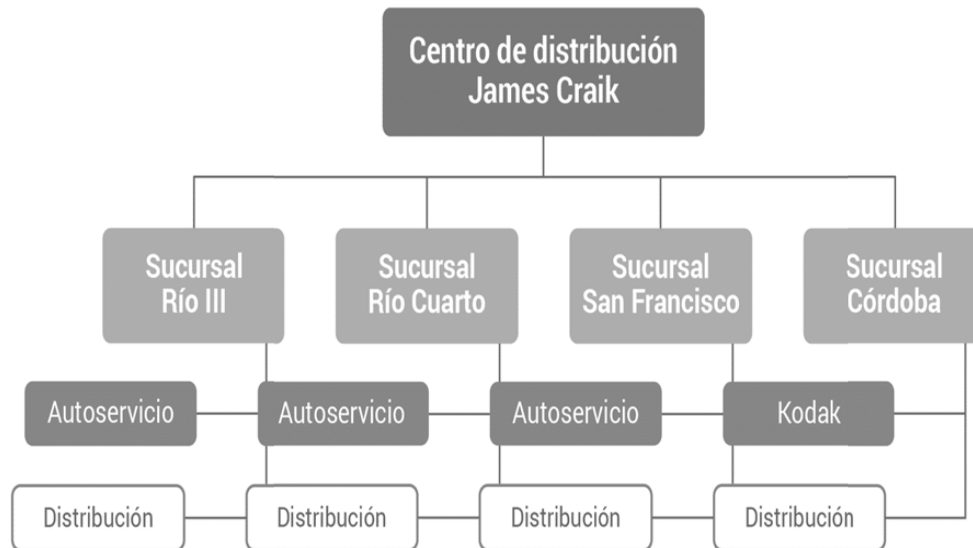 Centro de distribución
James Craik
Sucursal
Río III
Sucursal
Río Cuarto
Sucursal
San Francisco
Sucursal
Córdoba
Autoservicio
Autoservicio
Autoservicio
Kodak
Distribución
Distribución
Distribución
Distribución